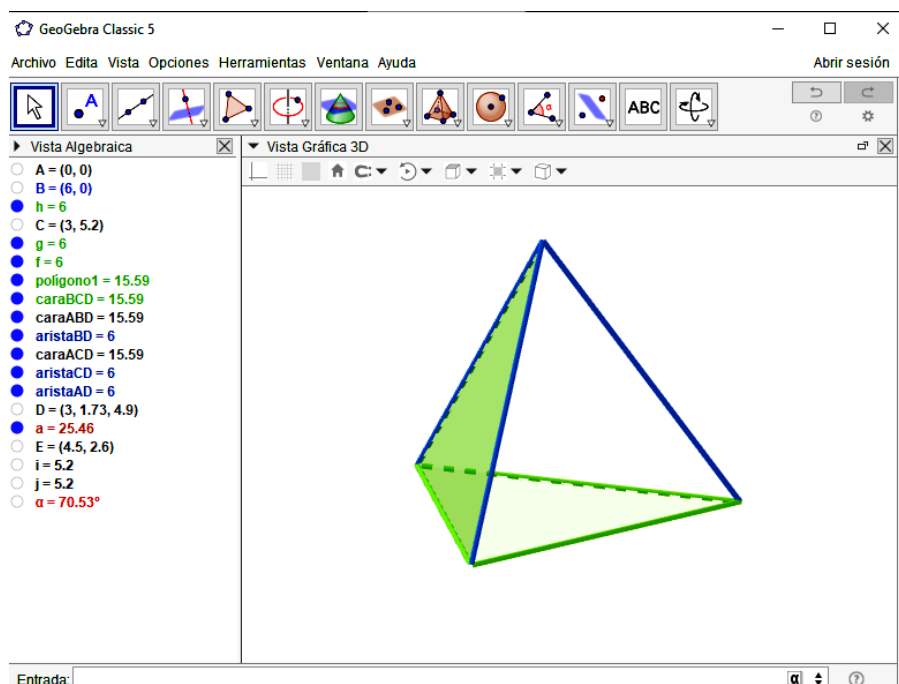 GeoGebra Classic 5
Archivo Edita Vista Opciones Herramientas Ventana Ayuda Abrir sesión
A
α
ABC
Vista Algebraica
Vista Gráfica 3D
A = (0, 0)
B = (6, 0)
h = 6
C = (3, 5.2)
g = 6
f = 6
polígono1 = 15.59
caraBCD = 15.59
caraABD = 15.59
aristaBD = 6
caraACD = 15.59
aristaCD = 6
aristaAD = 6
D = (3, 1.73, 4.9)
a = 25.46
E = (4.5, 2.6)
i = 5.2
j = 5.2
α = 70.53°
Entrada: α